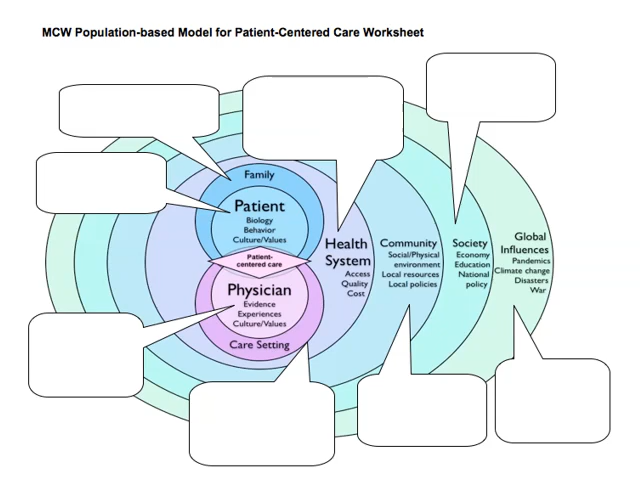 MCW Population-based Model for Patient-Centered Care Worksheet
Family
Patient
Biology
Behavior
Culture/Values
Patient-
centered care
Physician
Evidence
Experiences
Culture/Values
Care Setting
Health
System
Access
Quality
Cost
Community
Social/Physical
environment
Local resources
Local policies
Society
Economy
Education
National
policy
Global
Influences
Pandemics
Climate change
Disasters
War